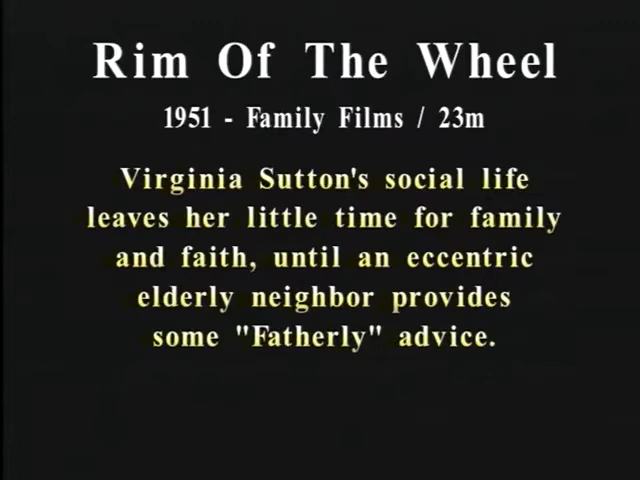 Rim Of The Wheel
1951 - Family Films / 23m
Virginia Sutton's social life
leaves her little time for family
and faith, until an eccentric
elderly neighbor provides
some "Fatherly" advice.